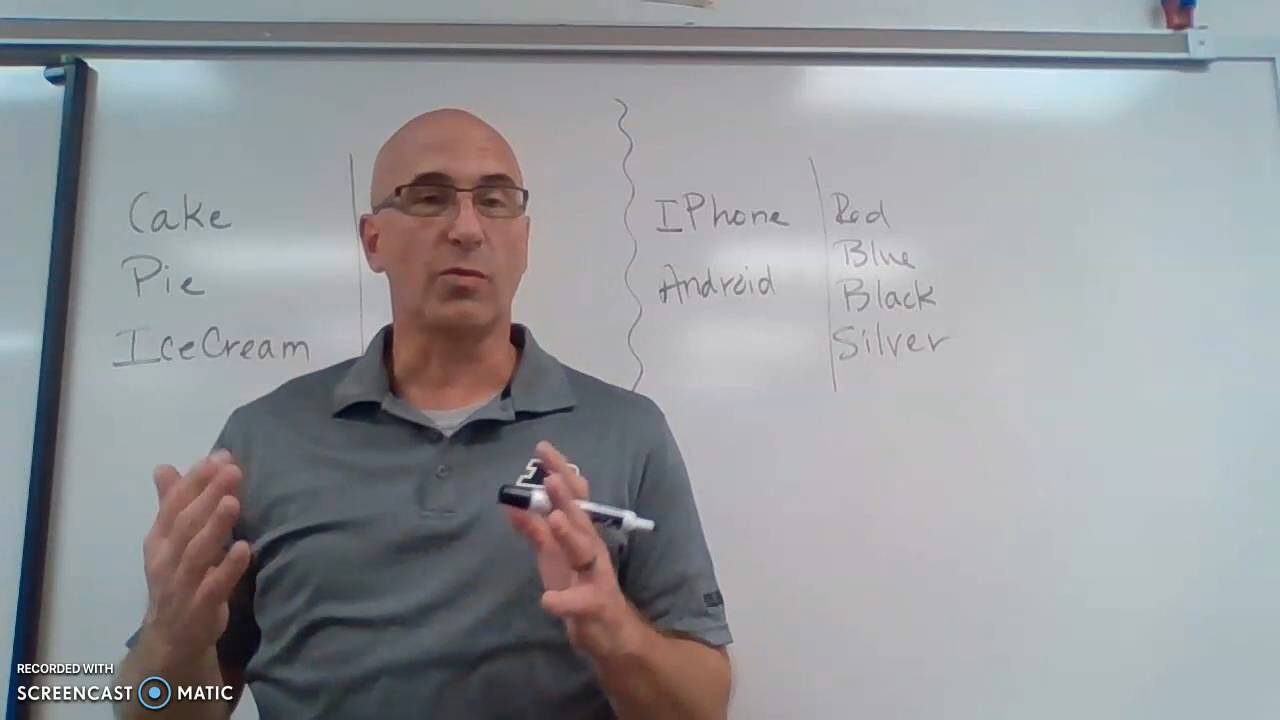 Cake
Pie
IceCream
IPhone
Android
Red
Blue
Black
Silver
RECORDED WITH
SCREENCAST MATIC